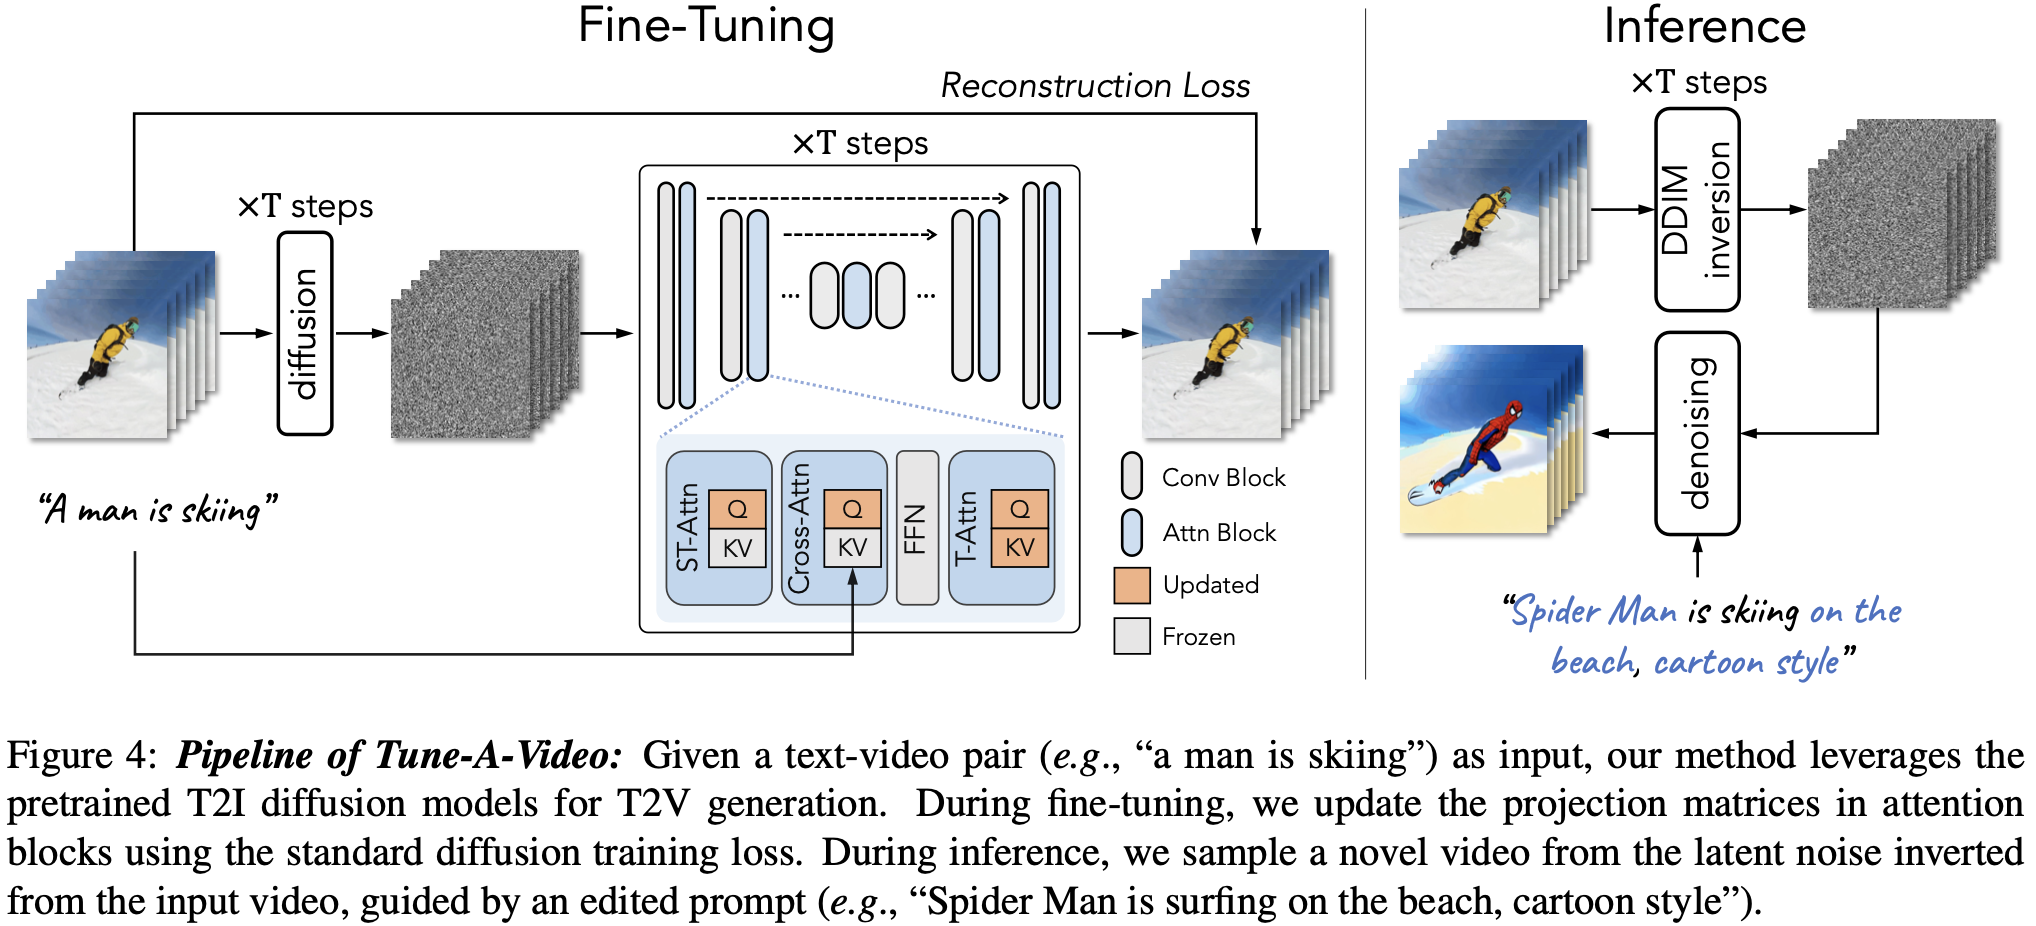 Fine-Tuning
Reconstruction Loss
×T steps
×T steps
diffusion
...
...
ST-Attn
Q
KV
Cross-Attn
Q
KV
FFN
T-Attn
Q
KV
“A man is skiing”
Conv Block
Attn Block
Updated
Frozen
Inference
×T steps
DDIM
inversion
denoising
“Spider Man is skiing on the
beach, cartoon style”
Figure 4: Pipeline of Tune-A-Video: Given a text-video pair (e.g., “a man is skiing”) as input, our method leverages the
pretrained T2I diffusion models for T2V generation. During fine-tuning, we update the projection matrices in attention
blocks using the standard diffusion training loss. During inference, we sample a novel video from the latent noise inverted
from the input video, guided by an edited prompt (e.g., “Spider Man is surfing on the beach, cartoon style”).